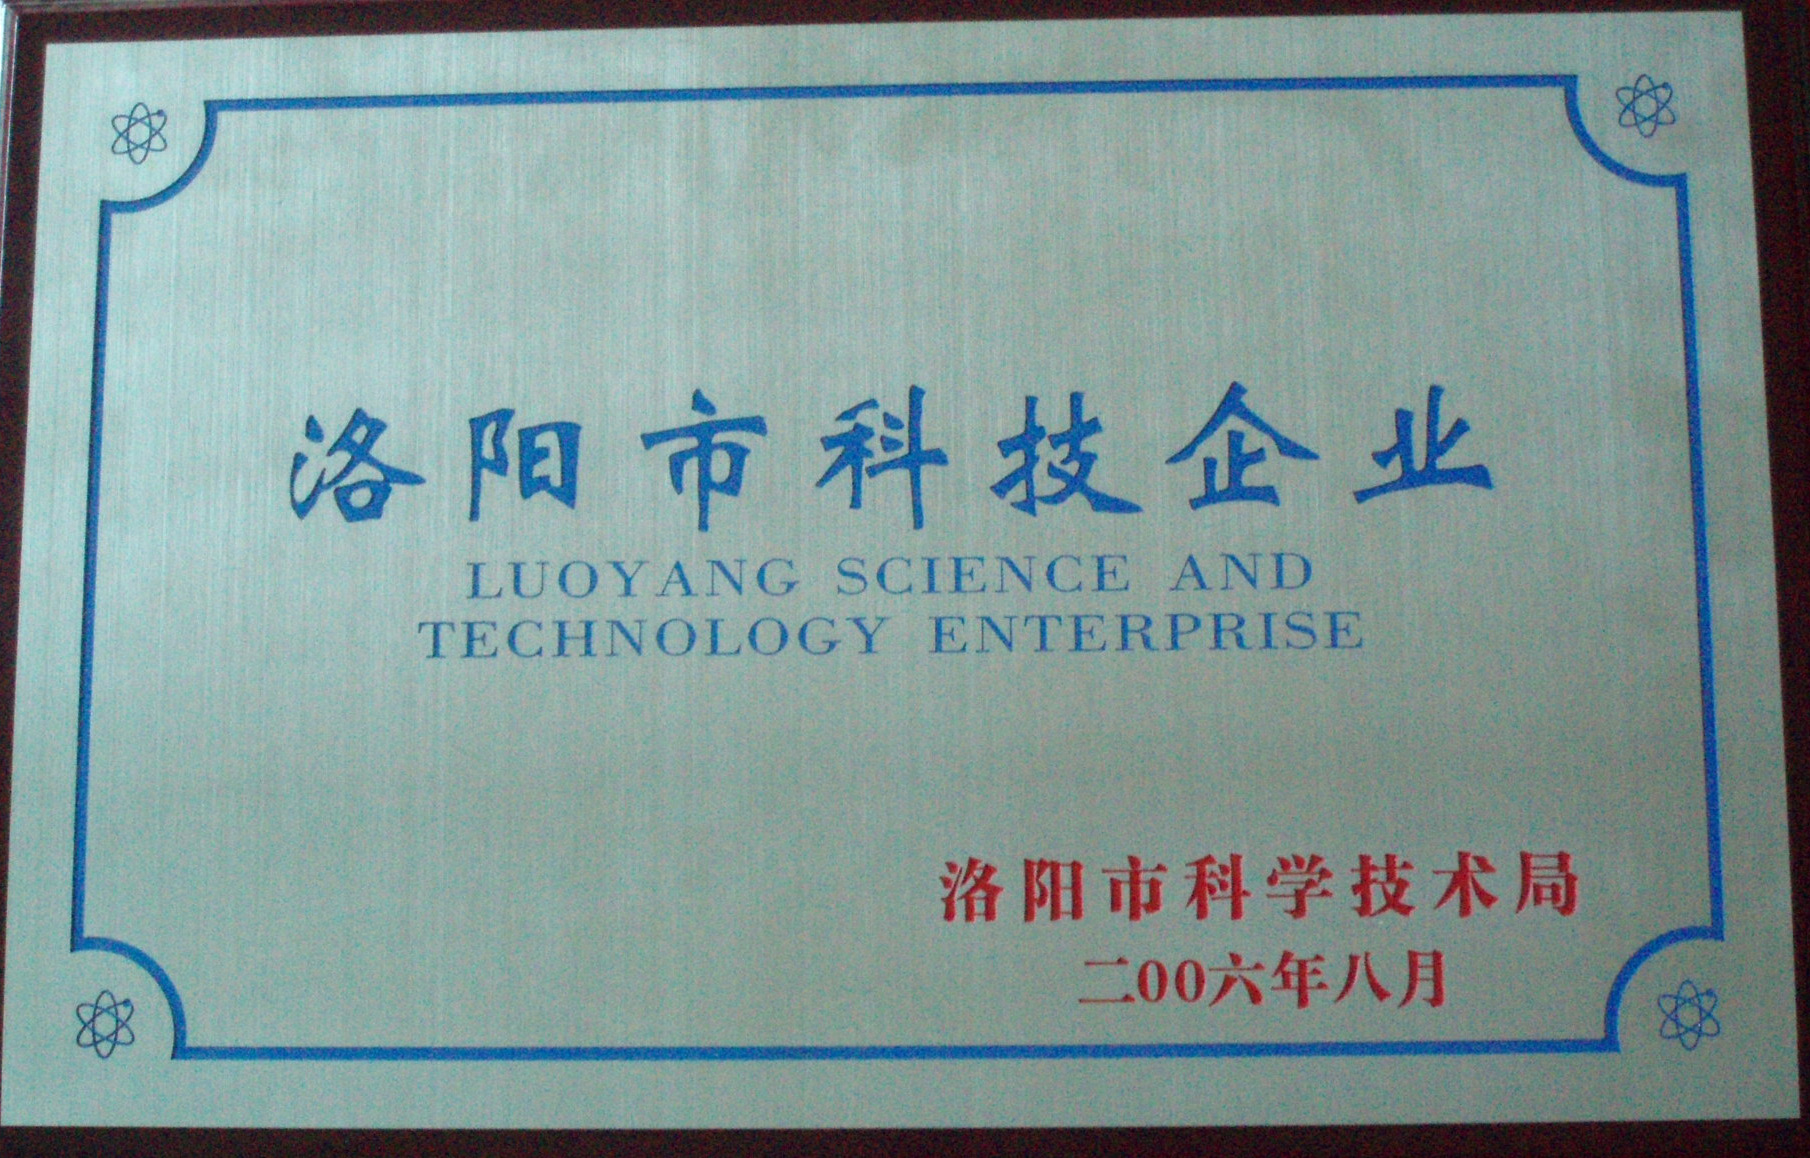 洛阳市科技企业
LUOYANG SCIENCE AND
TECHNOLOGY ENTERPRISE
洛阳市科学技术局
二00六年八月